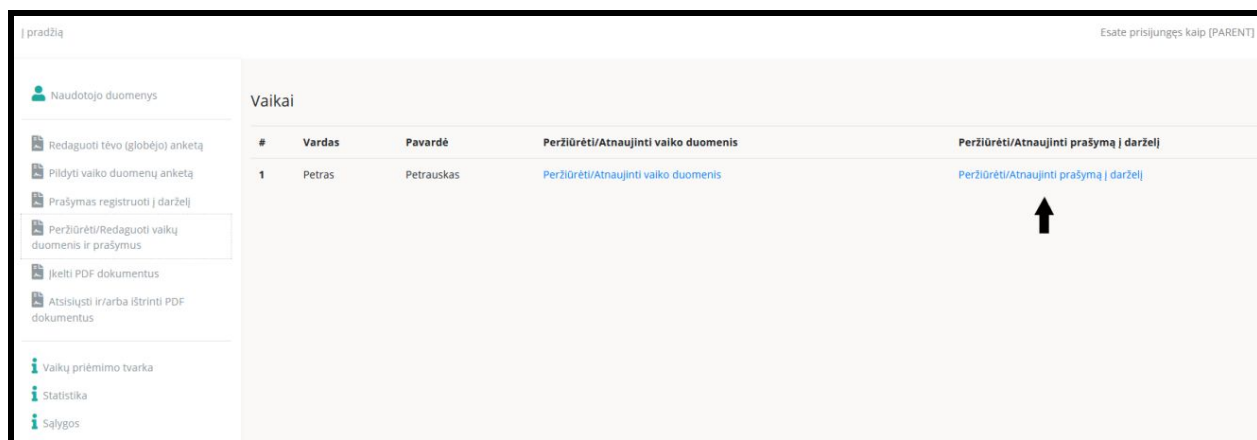 Į pradžią
Esate prisijungęs kaip [PARENT]
Naudotojo duomenys
Redaguoti tėvo (globėjo) anketą
Pildyti vaiko duomenų anketą
Prašymas registruoti į darželį
Peržiūrėti/Redaguoti vaikų
duomenis ir prašymus
Įkelti PDF dokumentus
Atsisiųsti ir/arba ištrinti PDF
dokumentus
Vaikų priėmimo tvarka
Statistika
Sąlygos
Vaikai
# Vardas Pavardė Peržiūrėti/Atnaujinti vaiko duomenis Peržiūrėti/Atnaujinti prašymą į darželį
1 Petras Petrauskas Peržiūrėti/Atnaujinti vaiko duomenis Peržiūrėti/Atnaujinti prašymą į darželį